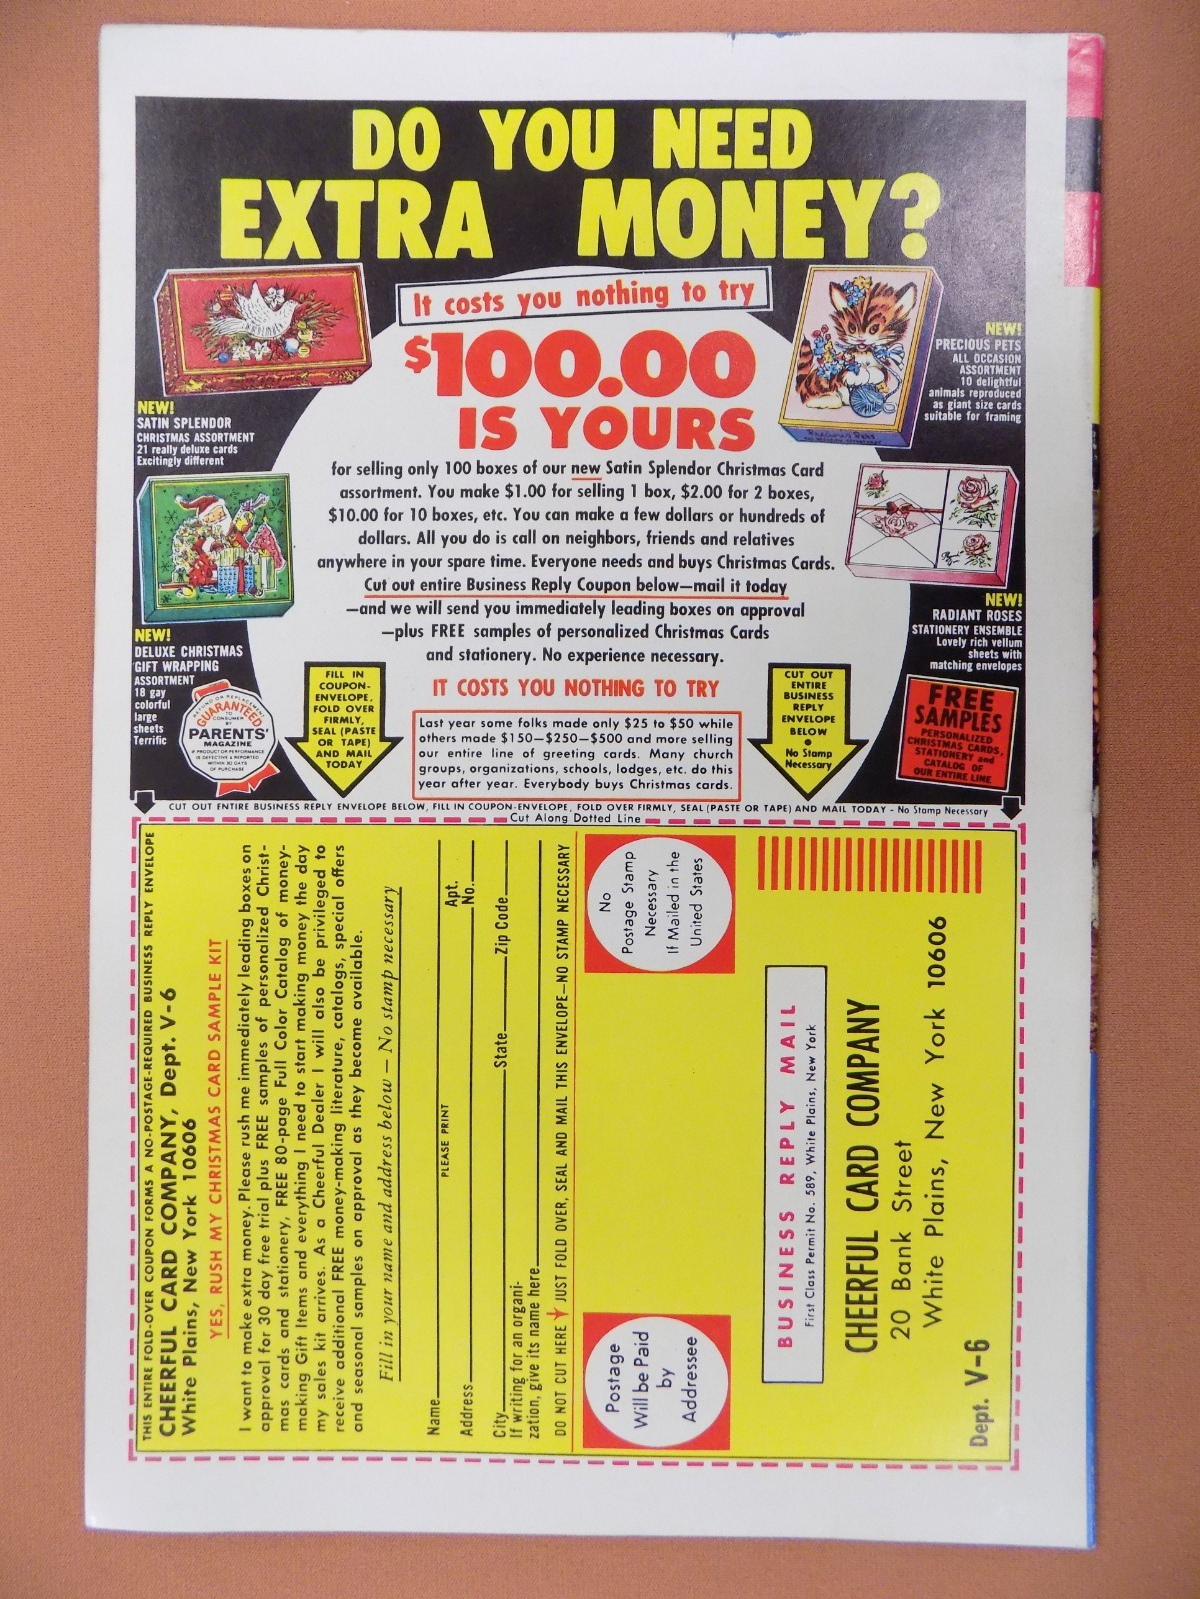 DO YOU NEED
EXTRA MONEY?
It costs you nothing to try
$100.00
IS YOURS
NEW!
SATIN SPLENDOR
CHRISTMAS ASSORTMENT
21 really deluxe cards
Excitingly different
NEW!
PRECIOUS PETS
ALL OCCASION
ASSORTMENT
10 delightful
animals reproduced
as giant size cards
suitable for framing
for selling only 100 boxes of our new Satin Splendor Christmas Card
assortment. You make $1.00 for selling 1 box, $2.00 for 2 boxes,
$10.00 for 10 boxes, etc. You can make a few dollars or hundreds of
dollars. All you do is call on neighbors, friends and relatives
anywhere in your spare time. Everyone needs and buys Christmas Cards.
Cut out entire Business Reply Coupon below—mail it today
—and we will send you immediately leading boxes on approval
—plus FREE samples of personalized Christmas Cards
and stationery. No experience necessary.
IT COSTS YOU NOTHING TO TRY
NEW!
DELUXE CHRISTMAS
GIFT WRAPPING
ASSORTMENT
18 gay
colorful
large
sheets
Terrific
NEW!
RADIANT ROSES
STATIONERY ENSEMBLE
Lovely rich vellum
sheets with
matching envelopes
REFUND OR REPLACEMENT
GUARANTEED
TO
CONSUMER
BY
PARENTS'
MAGAZINE
IF PRODUCT OR PERFORMANCE
IS DEFECTIVE & REPORTED
WITHIN 30 DAYS
OF PURCHASE
FILL IN
COUPON-
ENVELOPE,
FOLD OVER
FIRMLY,
SEAL (PASTE
OR TAPE)
AND MAIL
TODAY
Last year some folks made only $25 to $50 while
others made $150—$250—$500 and more selling
our entire line of greeting cards. Many church
groups, organizations, schools, lodges, etc. do this
year after year. Everybody buys Christmas cards.
CUT OUT
ENTIRE
BUSINESS
REPLY
ENVELOPE
BELOW
•
No Stamp
Necessary
FREE
SAMPLES
PERSONALIZED
CHRISTMAS CARDS,
STATIONERY and
CATALOG OF
OUR ENTIRE LINE
CUT OUT ENTIRE BUSINESS REPLY ENVELOPE BELOW, FILL IN COUPON-ENVELOPE, FOLD OVER FIRMLY, SEAL (PASTE OR TAPE) AND MAIL TODAY - No Stamp Necessary
Cut Along Dotted Line
THIS ENTIRE FOLD-OVER COUPON FORMS A NO-POSTAGE-REQUIRED BUSINESS REPLY ENVELOPE
CHEERFUL CARD COMPANY, Dept. V-6
White Plains, New York 10606
YES, RUSH MY CHRISTMAS CARD SAMPLE KIT
I want to make extra money. Please rush me immediately leading boxes on
approval for 30 day free trial plus FREE samples of personalized Christ-
mas cards and stationery, FREE 80-page Full Color Catalog of money-
making Gift Items and everything I need to start making money the day
my sales kit arrives. As a Cheerful Dealer I will also be privileged to
receive additional FREE money-making literature, catalogs, special offers
and seasonal samples on approval as they become available.
Fill in your name and address below — No stamp necessary
Name
PLEASE PRINT
Address Apt. No.
City State Zip Code
If writing for an organi-
zation, give its name here
DO NOT CUT HERE JUST FOLD OVER, SEAL AND MAIL THIS ENVELOPE—NO STAMP NECESSARY
Postage
Will be Paid
by
Addressee
No
Postage Stamp
Necessary
If Mailed in the
United States
BUSINESS REPLY MAIL
First Class Permit No. 589, White Plains, New York
CHEERFUL CARD COMPANY
20 Bank Street
White Plains, New York 10606
Dept. V-6